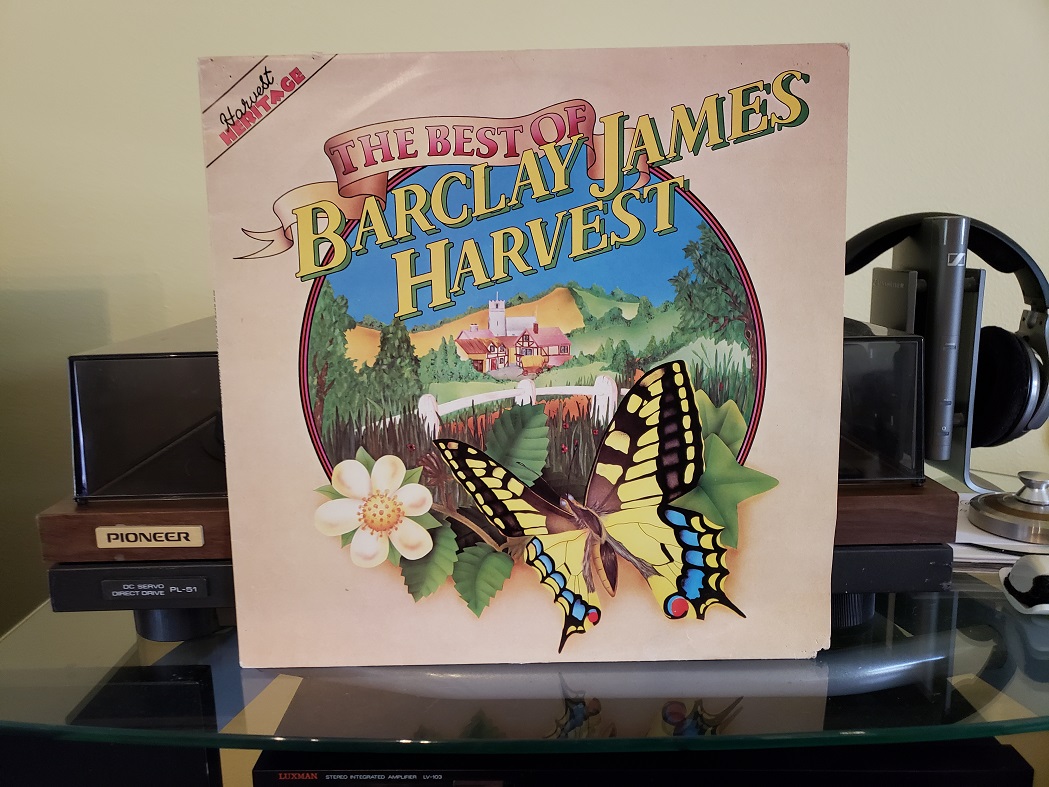 Harvest
HERITAGE
THE BEST OF
BARCLAY JAMES
HARVEST
PIONEER
DC SERVO
DIRECT DRIVE PL-51
LUXMAN STEREO INTEGRATED AMPLIFIER LV-103